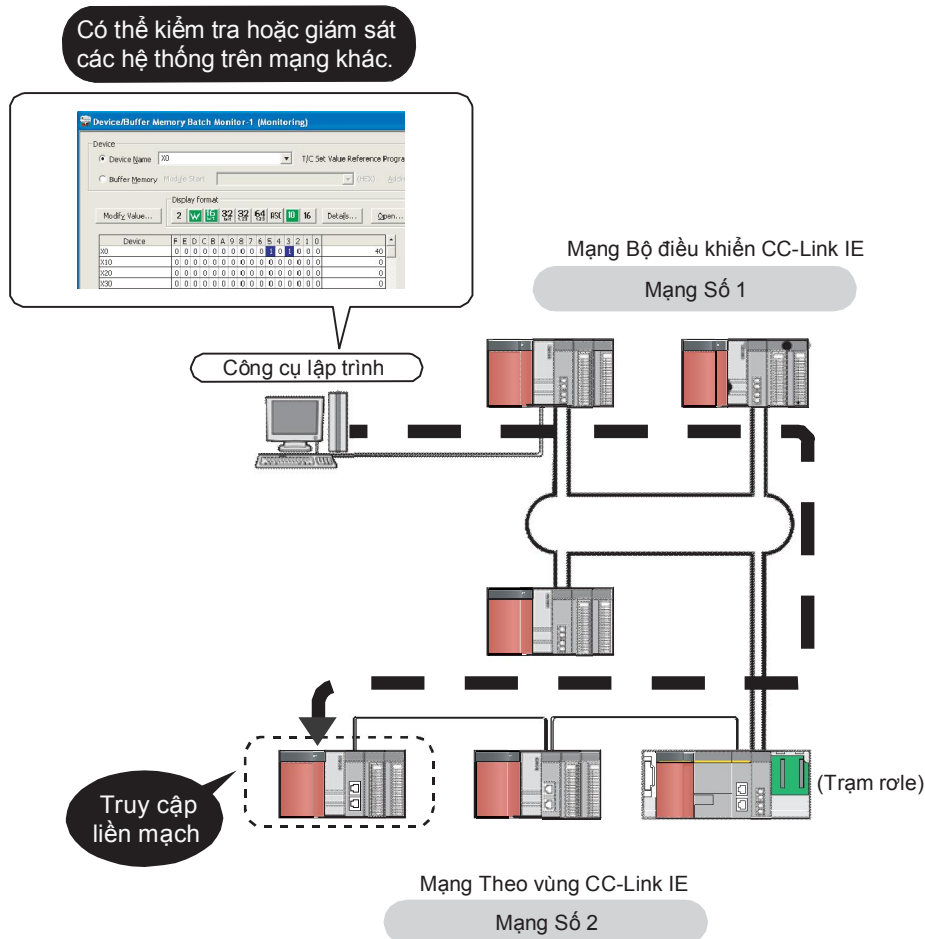 Có thể kiểm tra hoặc giám sát
các hệ thống trên mạng khác.
Device/Buffer Memory Batch Monitor-1 (Monitoring)
Device
Device Name X0 T/C Set Value Reference Progra
Buffer Memory Module Start (HEX) Addre
Display format
Modify Value... 2 W 32 32 64 ASC 10 16 Details... Open...
Device F E D C B A 9 8 7 6 5 4 3 2 1 0
X0 0 0 0 0 0 0 0 0 0 0 1 0 1 0 0 0 40
X10 0 0 0 0 0 0 0 0 0 0 0 0 0 0 0 0 0
X20 0 0 0 0 0 0 0 0 0 0 0 0 0 0 0 0 0
X30 0 0 0 0 0 0 0 0 0 0 0 0 0 0 0 0 0
Mạng Bộ điều khiển CC-Link IE
Mạng Số 1
Công cụ lập trình
(Trạm rơle)
Truy cập
liền mạch
Mạng Theo vùng CC-Link IE
Mạng Số 2